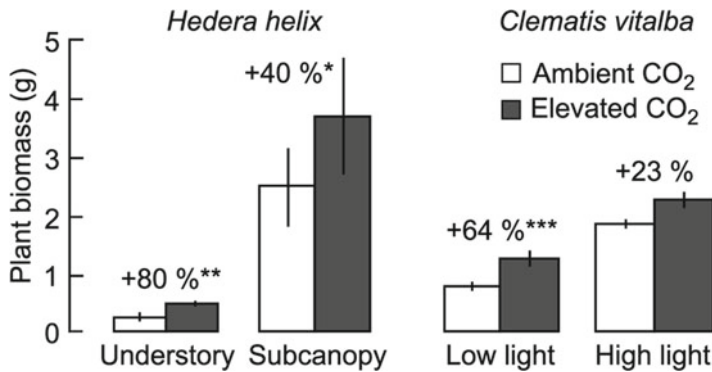 Hedera helix
Clematis vitalba
Plant biomass (g)
5
4
3
2
1
0
+40 %*
Ambient CO₂
Elevated CO₂
+23 %
+64 %***
+80 %**
Understory
Subcanopy
Low light
High light